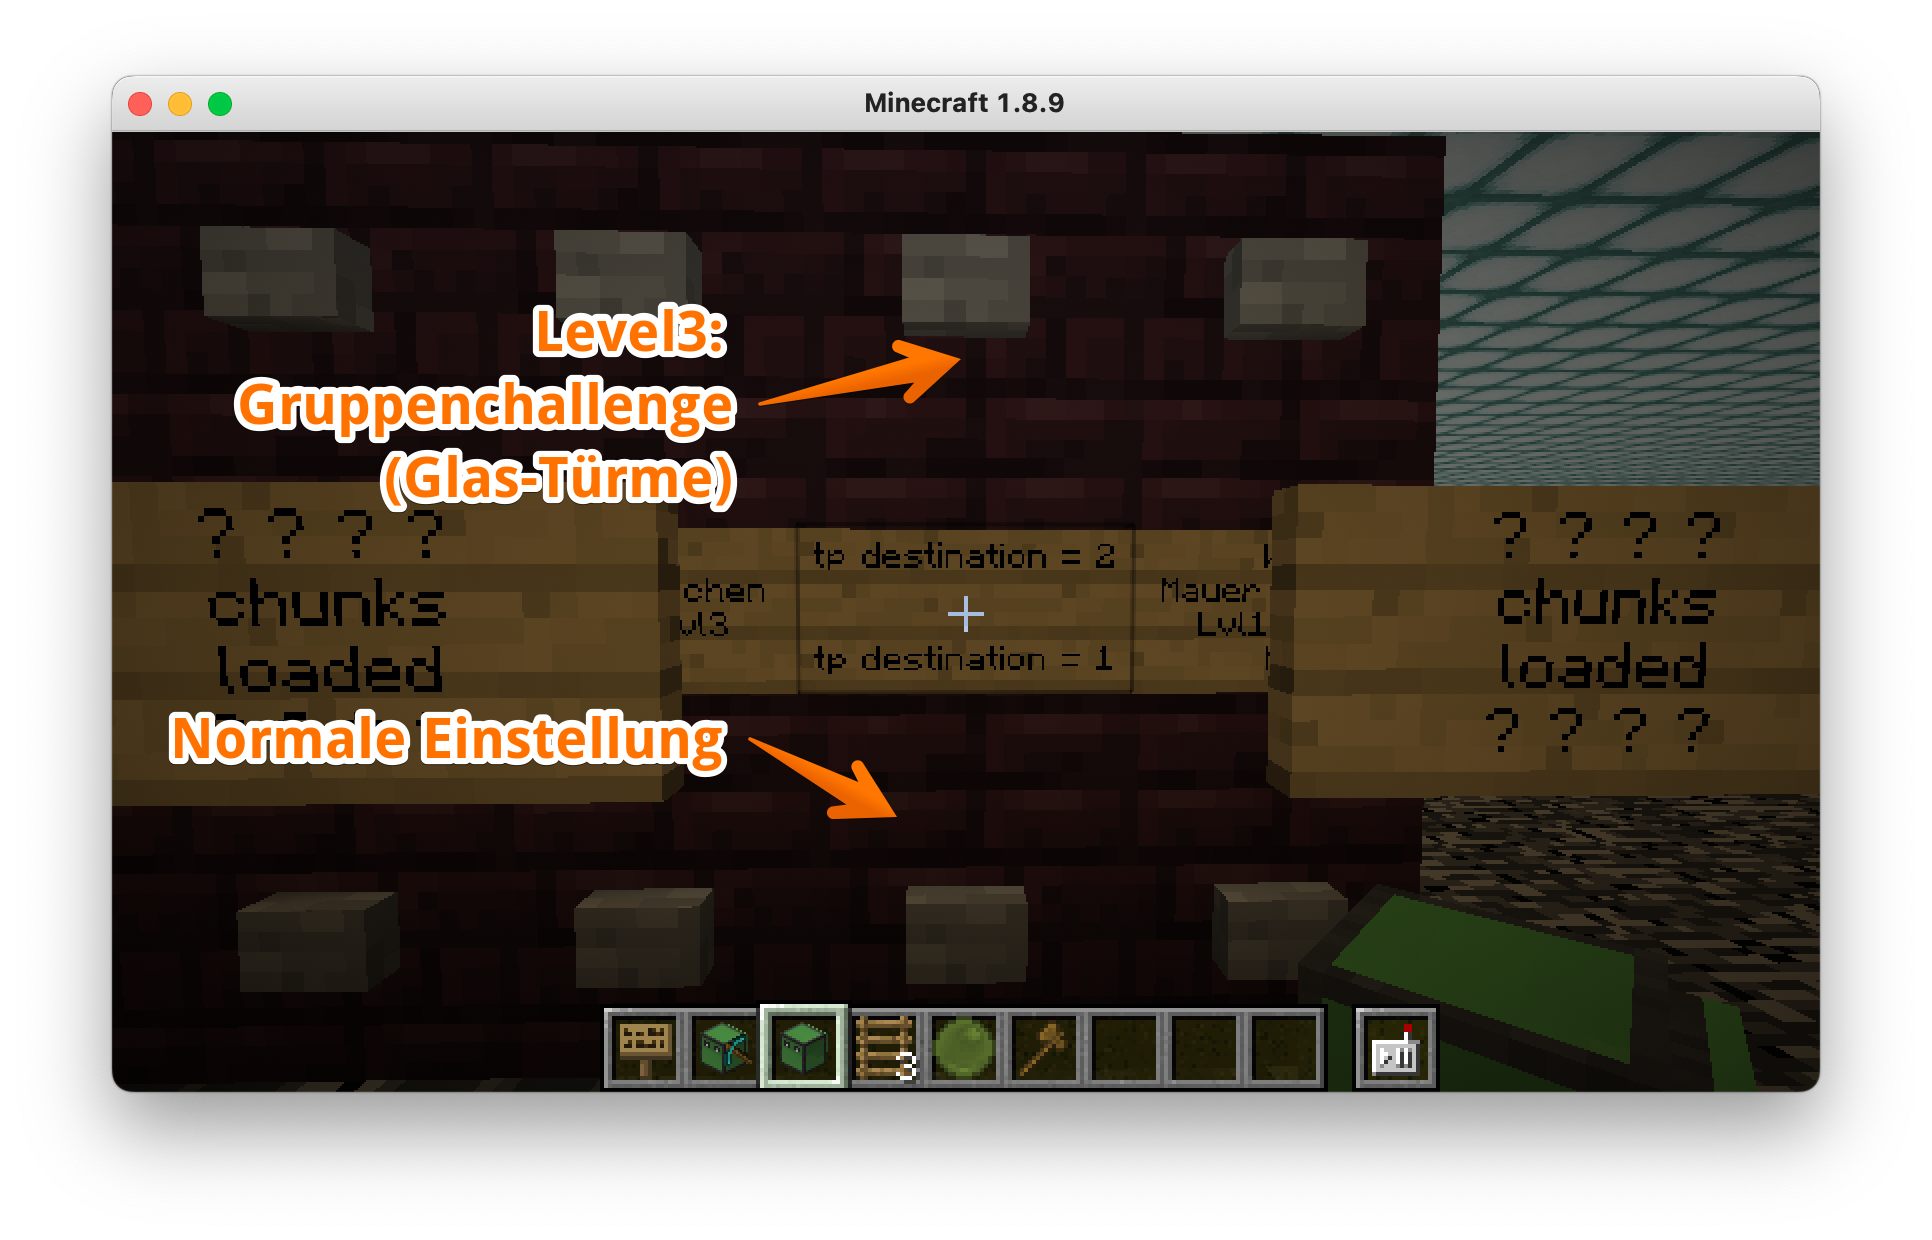 Minecraft 1.8.9
Level3:
Gruppenchallenge
(Glas-Türme)
? ? ? ?
chunks
loaded
chen
vl3
tp destination = 2
tp destination = 1
Mauer
Lvl1
? ? ? ?
chunks
loaded
? ? ? ?
Normale Einstellung
3